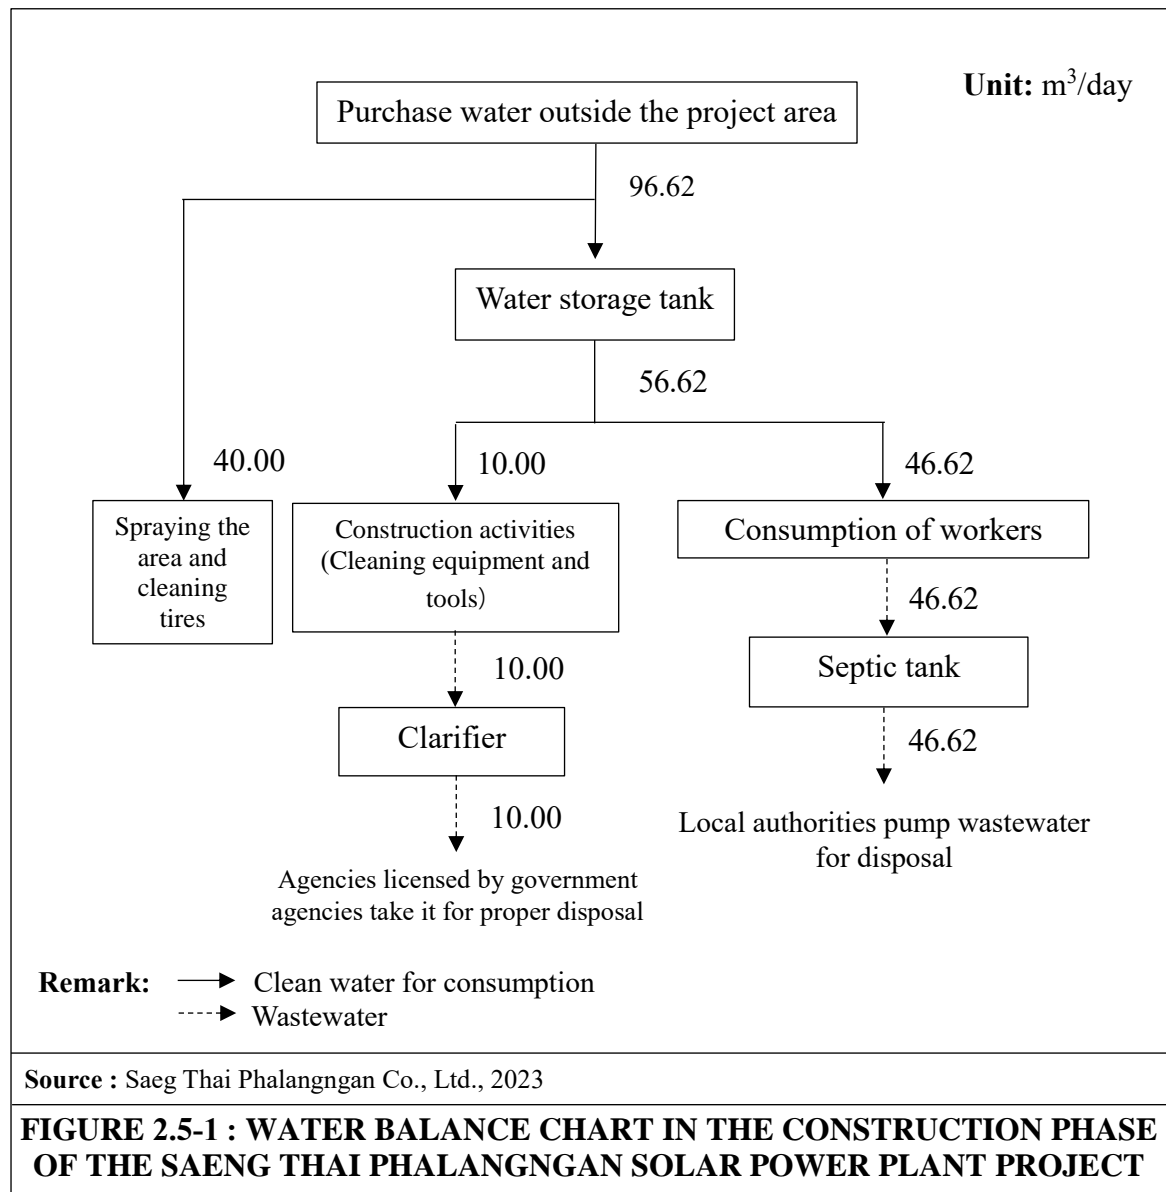 Unit: m³/day
Purchase water outside the project area
96.62
Water storage tank
56.62
40.00
10.00
46.62
Spraying the
area and
cleaning
tires
Construction activities
(Cleaning equipment and
tools)
Consumption of workers
46.62
10.00
Septic tank
Clarifier
46.62
10.00
Local authorities pump wastewater
for disposal
Agencies licensed by government
agencies take it for proper disposal
Remark: Clean water for consumption
Wastewater
Source : Saeg Thai Phalangngan Co., Ltd., 2023
FIGURE 2.5-1 : WATER BALANCE CHART IN THE CONSTRUCTION PHASE
OF THE SAENG THAI PHALANGNGAN SOLAR POWER PLANT PROJECT